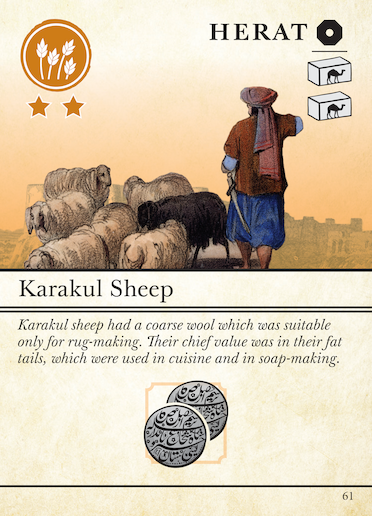 HERAT
Karakul Sheep
Karakul sheep had a coarse wool which was suitable
only for rug-making. Their chief value was in their fat
tails, which were used in cuisine and in soap-making.
61